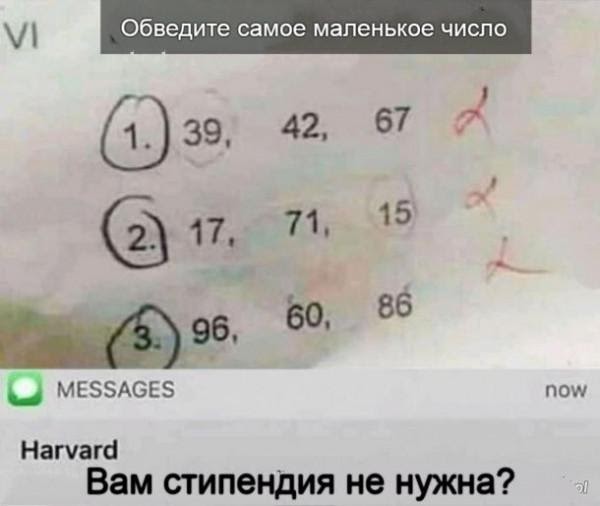 VI
Обведите самое маленькое число
1. 39, 42, 67
2. 17, 71, 15
3. 96, 60, 86
MESSAGES now
Harvard
Вам стипендия не нужна?